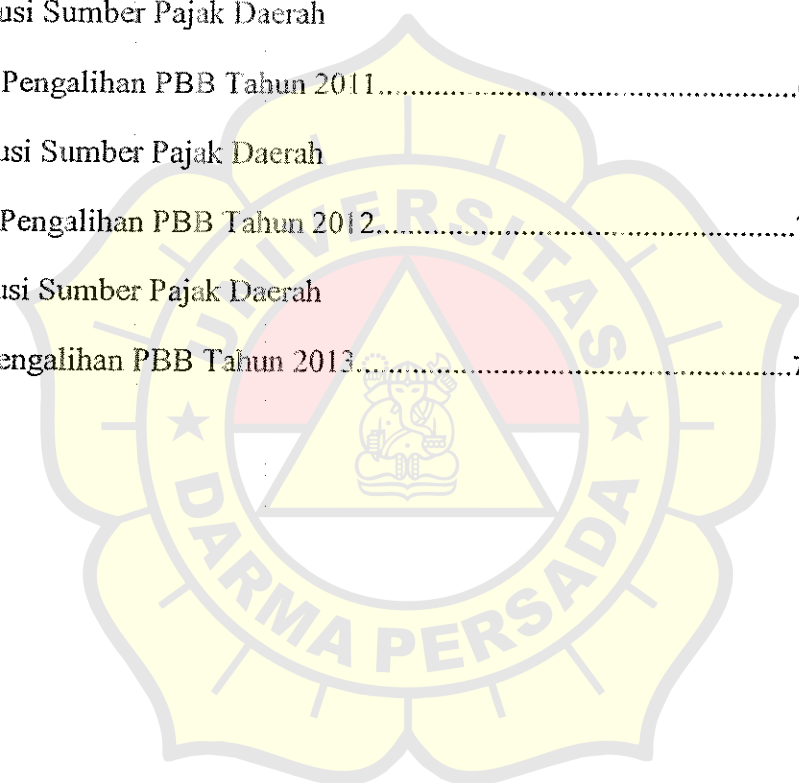 usi Sumber Pajak Daerah
Pengalihan PBB Tahun 2011
usi Sumber Pajak Daerah
Pengalihan PBB Tahun 2012
usi Sumber Pajak Daerah
engalihan PBB Tahun 2013
UNIVERSITAS
DARMA PERSADA